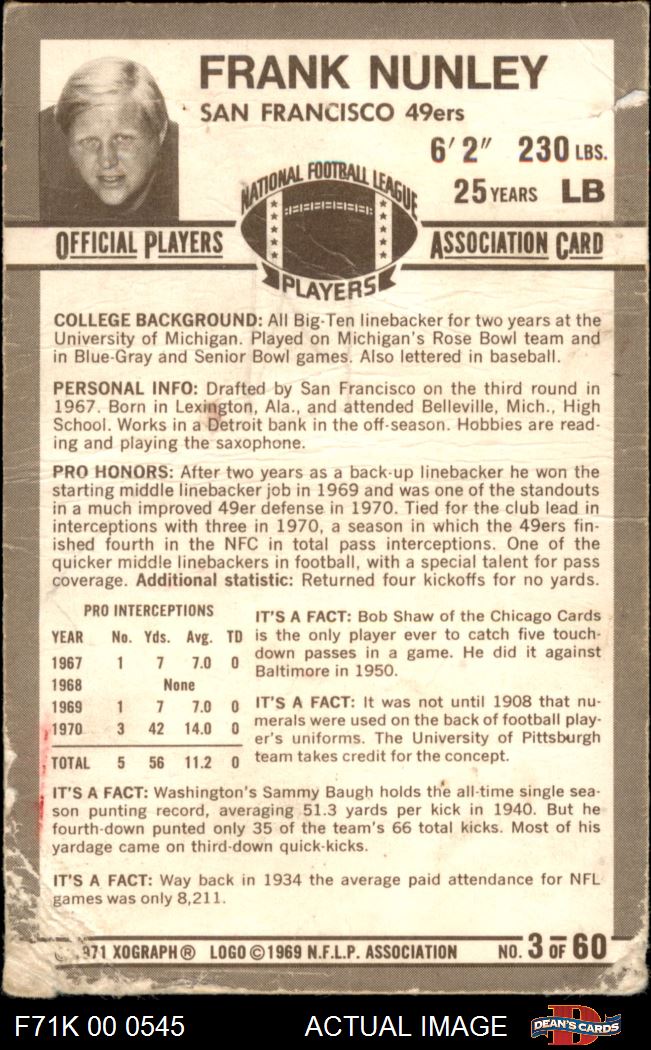 FRANK NUNLEY
SAN FRANCISCO 49ers
6' 2" 230 LBS.
25 YEARS LB
NATIONAL FOOTBALL LEAGUE
PLAYERS
OFFICIAL PLAYERS ASSOCIATION CARD
COLLEGE BACKGROUND: All Big-Ten linebacker for two years at the
University of Michigan. Played on Michigan's Rose Bowl team and
in Blue-Gray and Senior Bowl games. Also lettered in baseball.
PERSONAL INFO: Drafted by San Francisco on the third round in
1967. Born in Lexington, Ala., and attended Belleville, Mich., High
School. Works in a Detroit bank in the off-season. Hobbies are read-
ing and playing the saxophone.
PRO HONORS: After two years as a back-up linebacker he won the
starting middle linebacker job in 1969 and was one of the standouts
in a much improved 49er defense in 1970. Tied for the club lead in
interceptions with three in 1970, a season in which the 49ers fin-
ished fourth in the NFC in total pass interceptions. One of the
quicker middle linebackers in football, with a special talent for pass
coverage. Additional statistic: Returned four kickoffs for no yards.
PRO INTERCEPTIONS
YEAR No. Yds. Avg. TD
1967 1 7 7.0 0
1968 None
1969 1 7 7.0 0
1970 3 42 14.0 0
TOTAL 5 56 11.2 0
IT'S A FACT: Bob Shaw of the Chicago Cards
is the only player ever to catch five touch-
down passes in a game. He did it against
Baltimore in 1950.
IT'S A FACT: It was not until 1908 that nu-
merals were used on the back of football play-
er's uniforms. The University of Pittsburgh
team takes credit for the concept.
IT'S A FACT: Washington's Sammy Baugh holds the all-time single sea-
son punting record, averaging 51.3 yards per kick in 1940. But he
fourth-down punted only 35 of the team's 66 total kicks. Most of his
yardage came on third-down quick-kicks.
IT'S A FACT: Way back in 1934 the average paid attendance for NFL
games was only 8,211.
971 XOGRAPH® LOGO ©1969 N.F.L.P. ASSOCIATION NO. 3 OF 60
F71K 00 0545 ACTUAL IMAGE DEAN'S CARDS